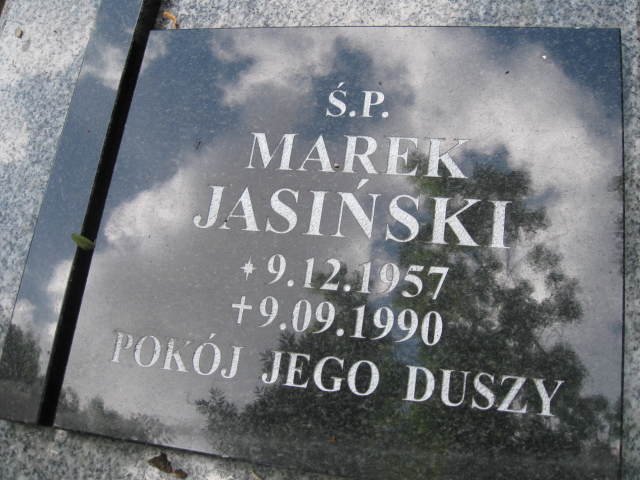 Ś.P.
MAREK
JASIŃSKI
* 9.12.1957
+ 9.09.1990
POKÓJ JEGO DUSZY